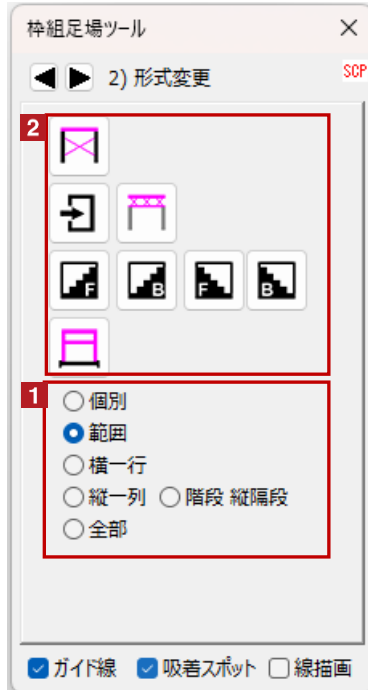 枠組足場ツール
2) 形式変更
SCP
2
F B F B
1
個別
範囲
横一行
縦一列 階段 縦隔段
全部
ガイド線 吸着スポット 線描画